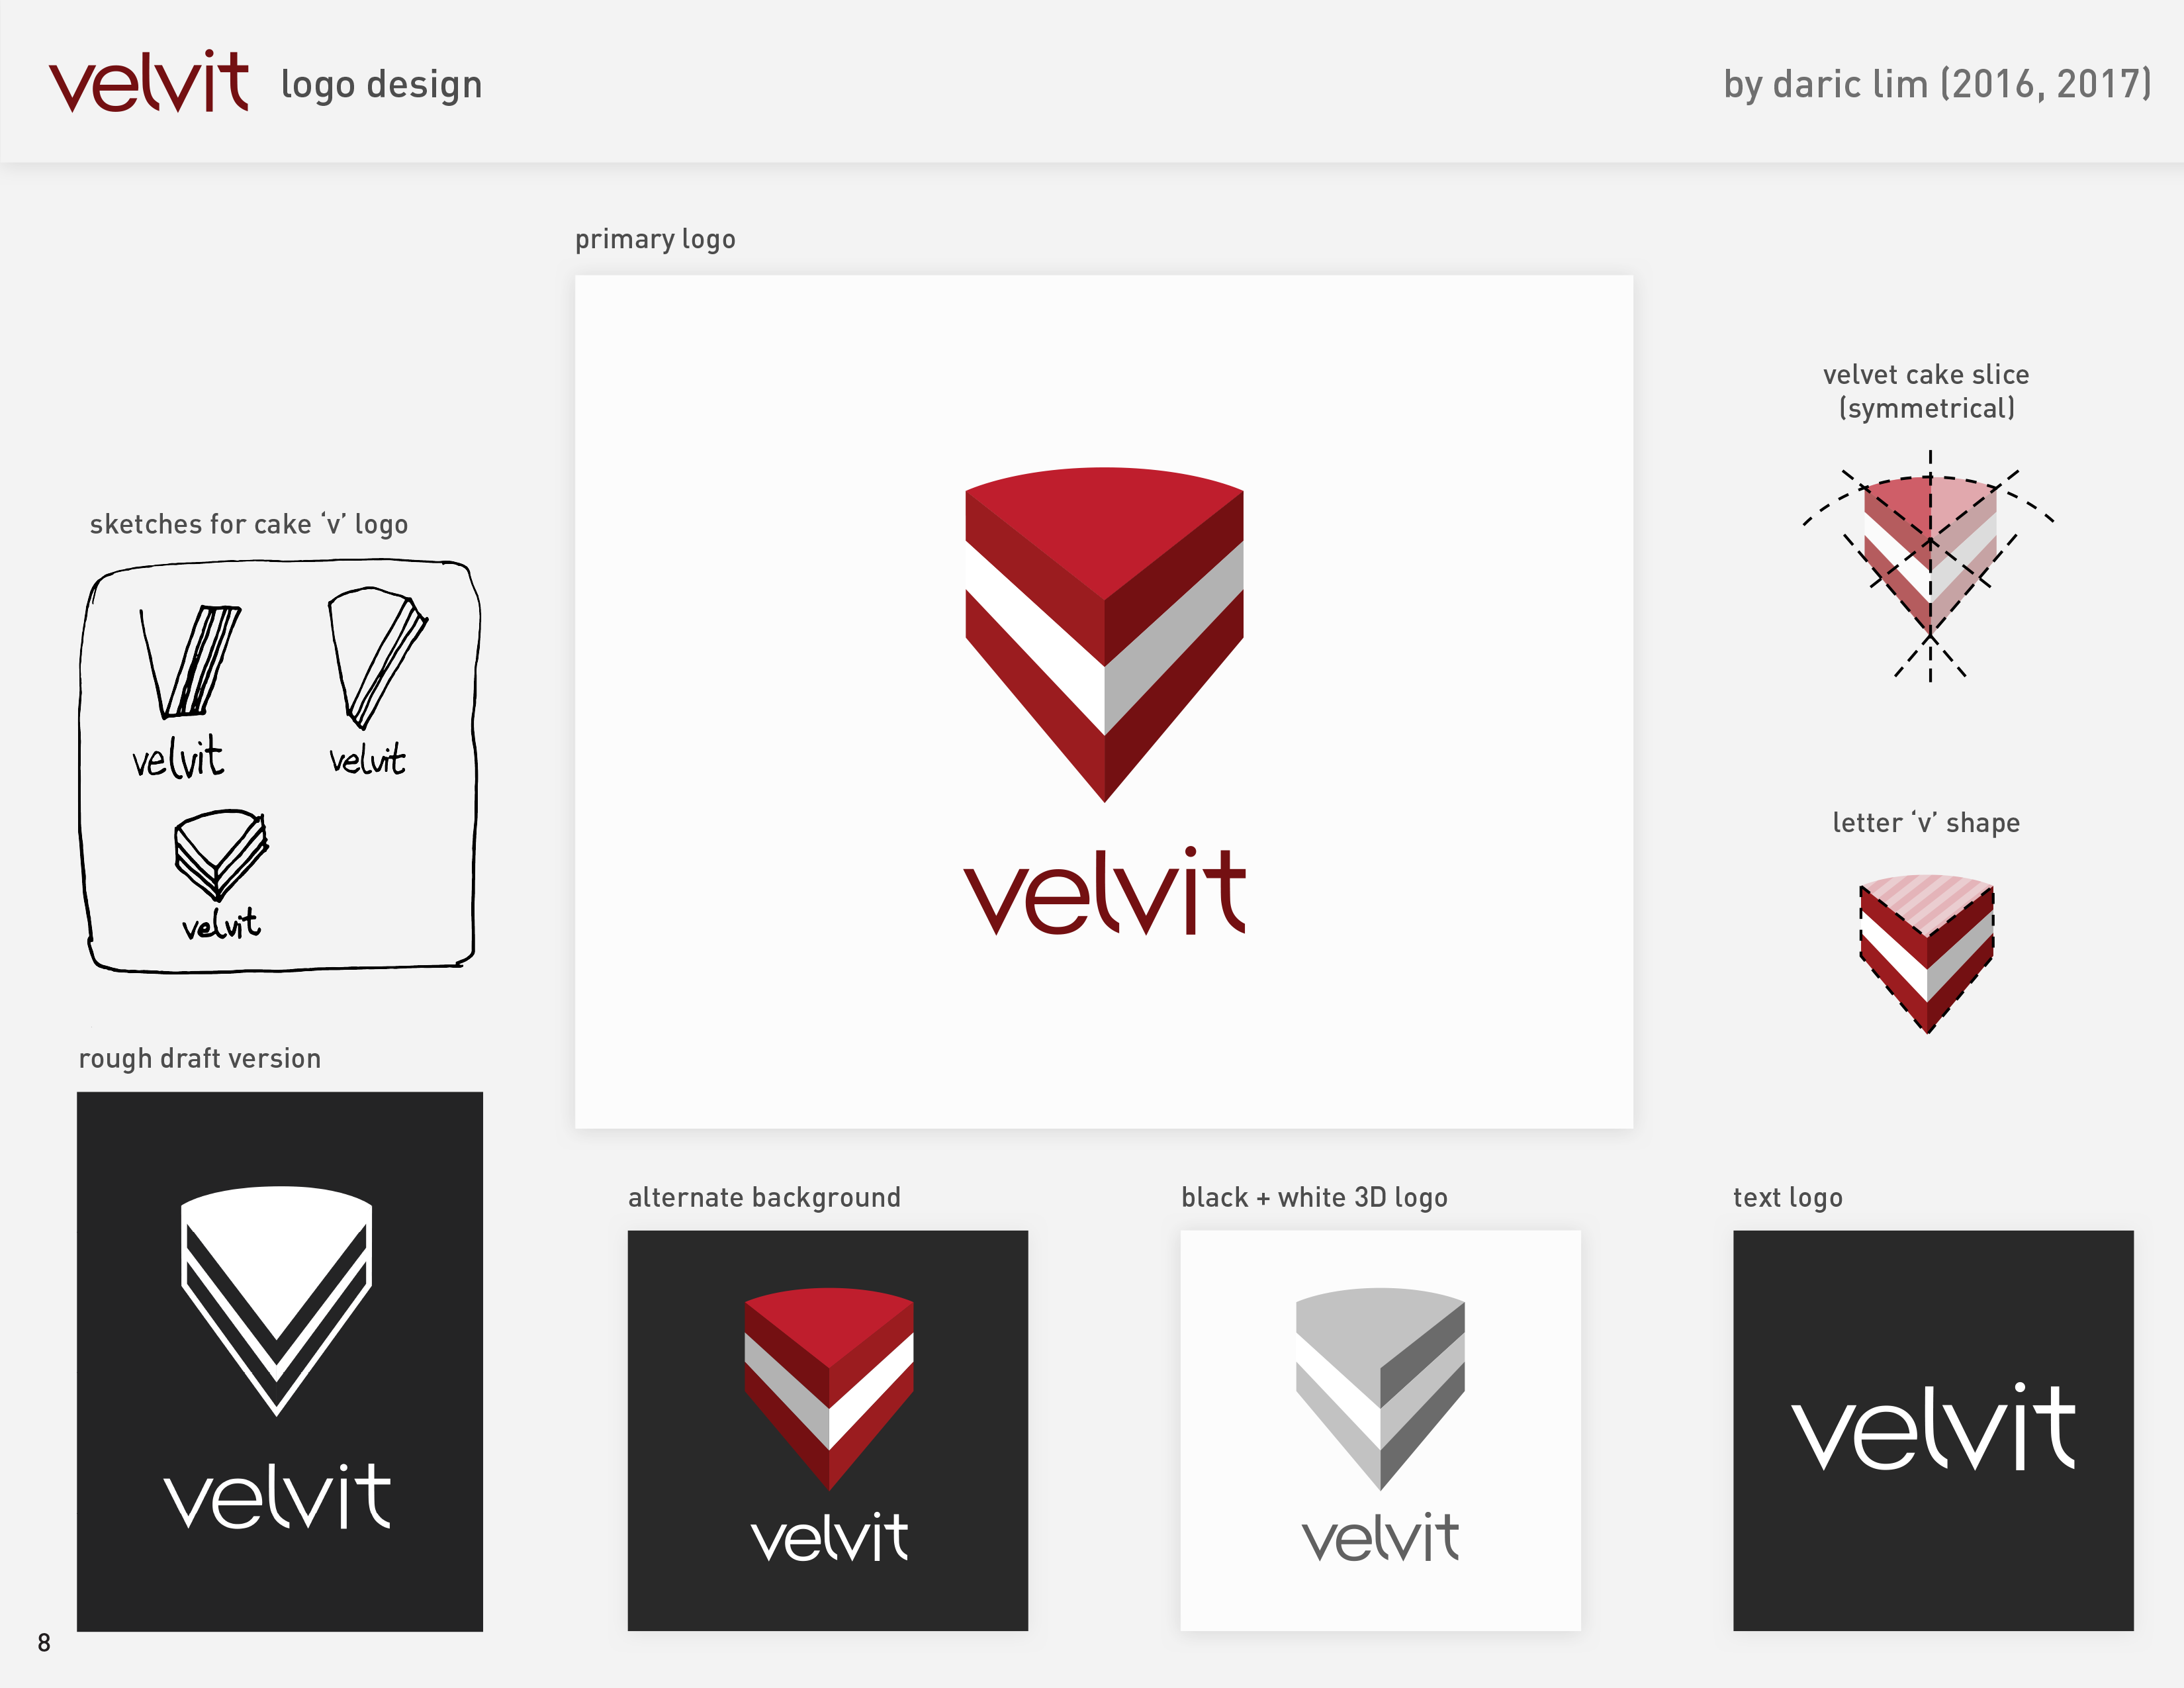 velvit logo design
by daric lim (2016, 2017)
primary logo
velvit
velvet cake slice
(symmetrical)
letter ‘v’ shape
sketches for cake ‘v’ logo
velvit
velvit
velvit
rough draft version
velvit
alternate background
velvit
black + white 3D logo
velvit
text logo
velvit
8